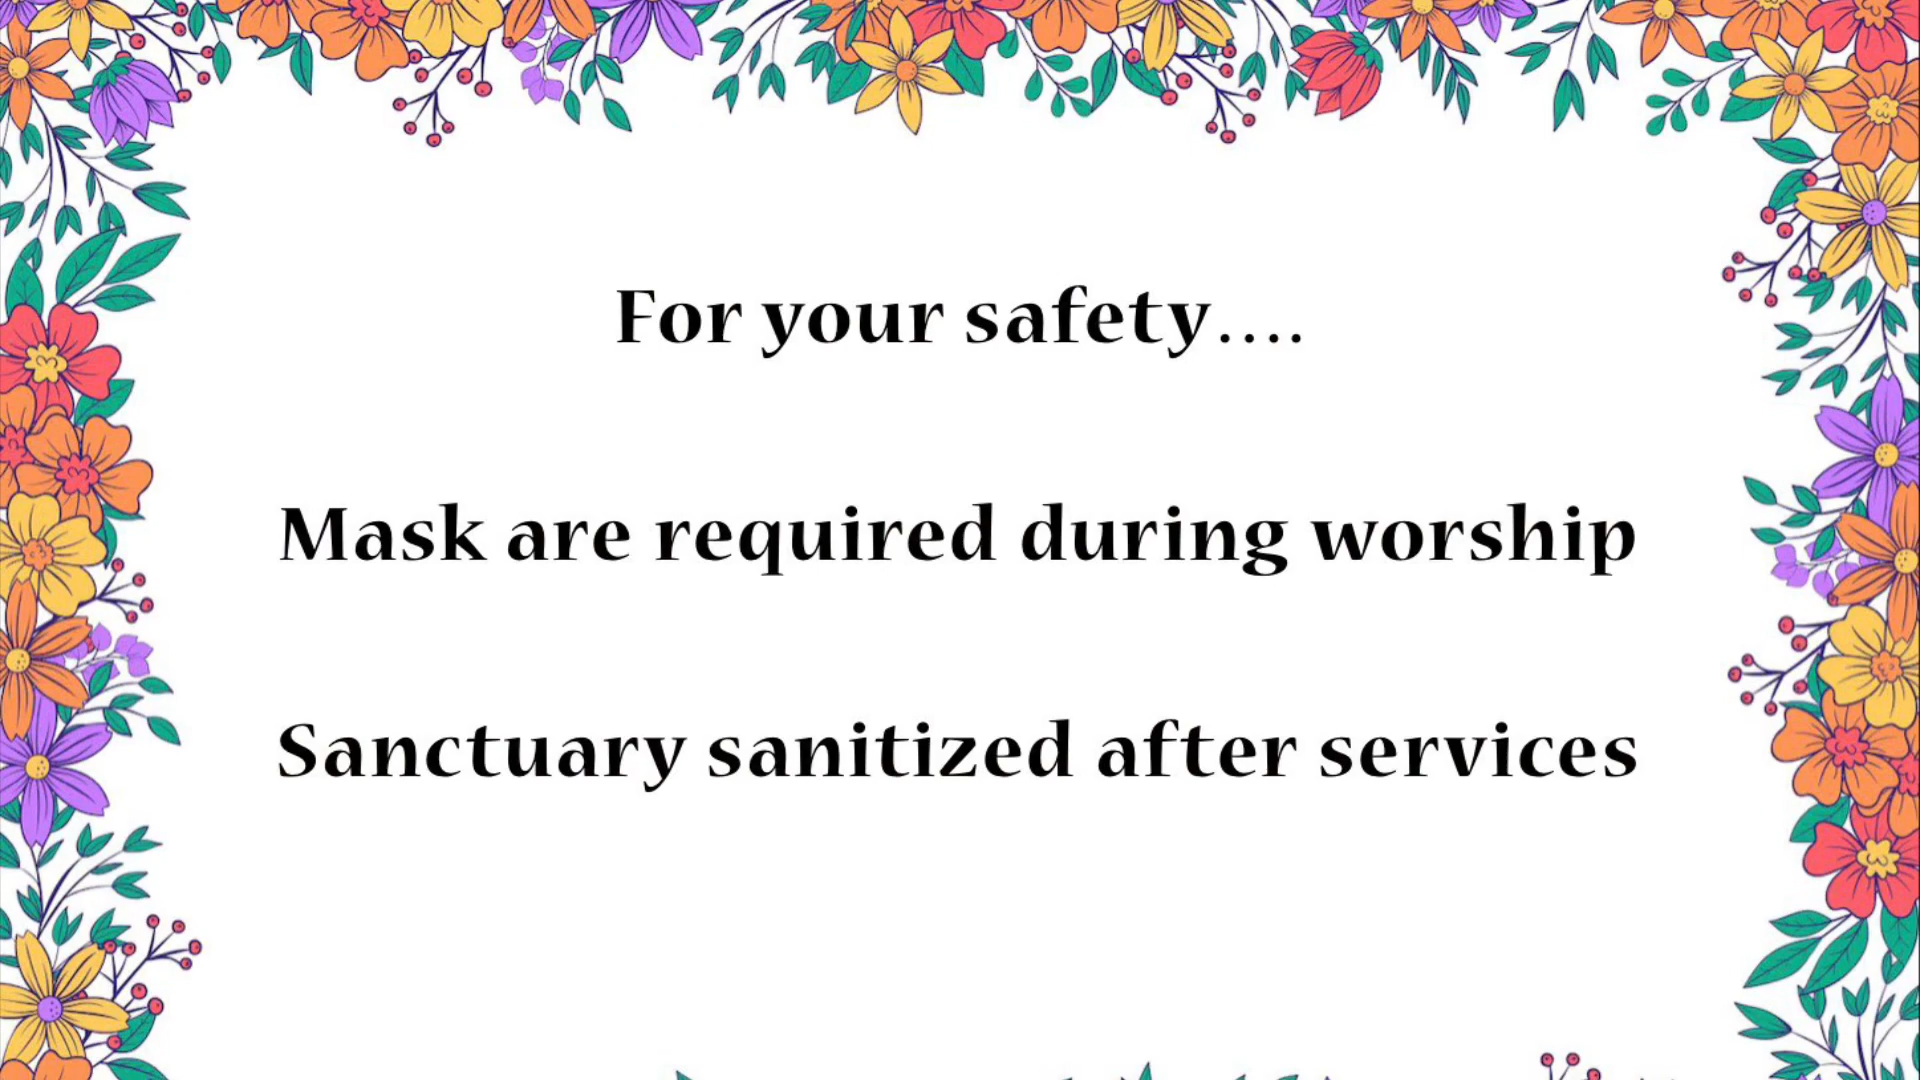 For your safety....
Mask are required during worship
Sanctuary sanitized after services